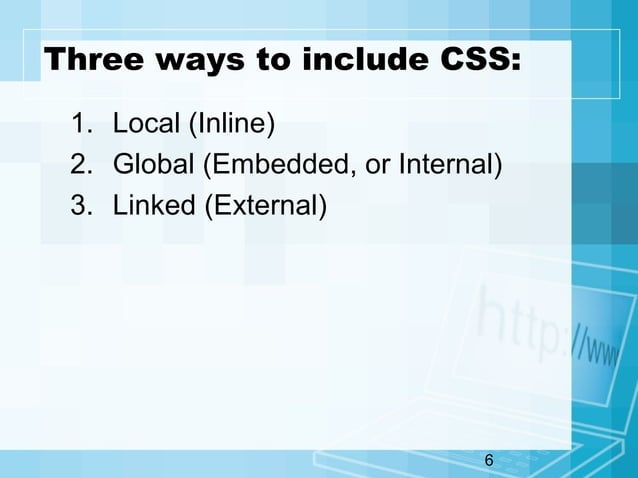 Three ways to include CSS:
1. Local (Inline)
2. Global (Embedded, or Internal)
3. Linked (External)
http://www
6